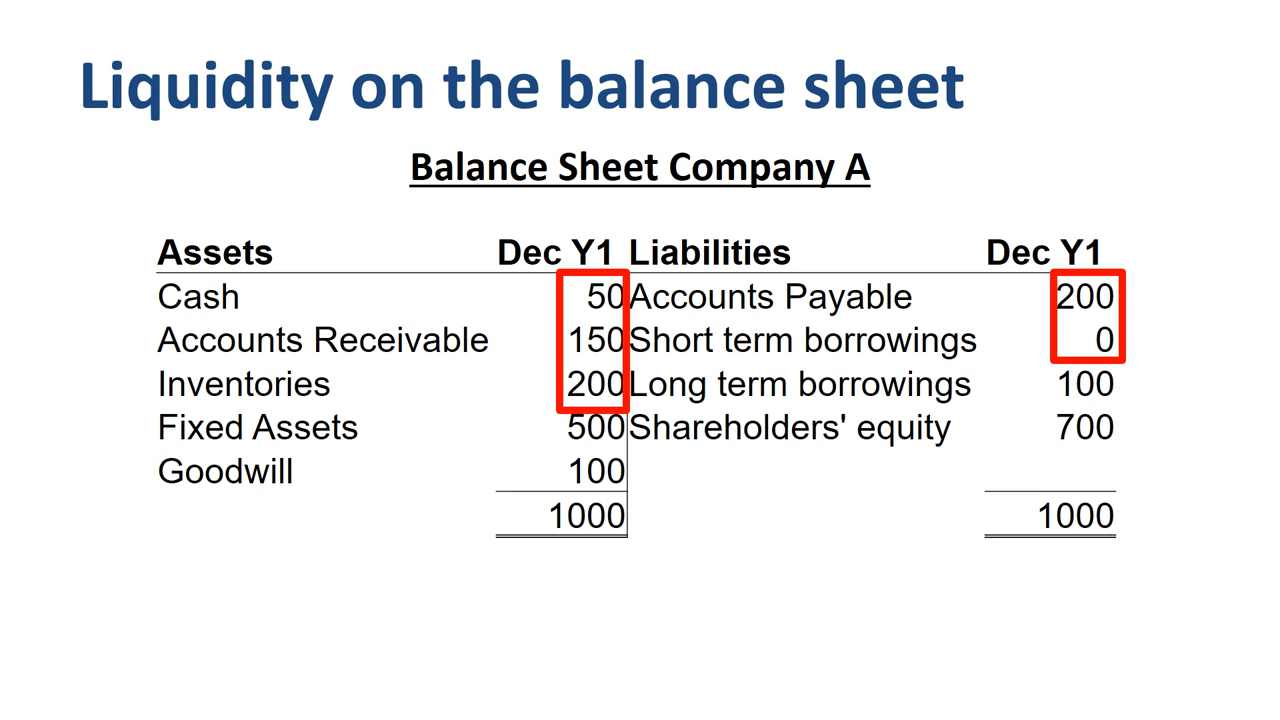 Liquidity on the balance sheet
Balance Sheet Company A
Assets Dec Y1 Liabilities Dec Y1
Cash 50 Accounts Payable 200
Accounts Receivable 150 Short term borrowings 0
Inventories 200 Long term borrowings 100
Fixed Assets 500 Shareholders' equity 700
Goodwill 100
1000 1000